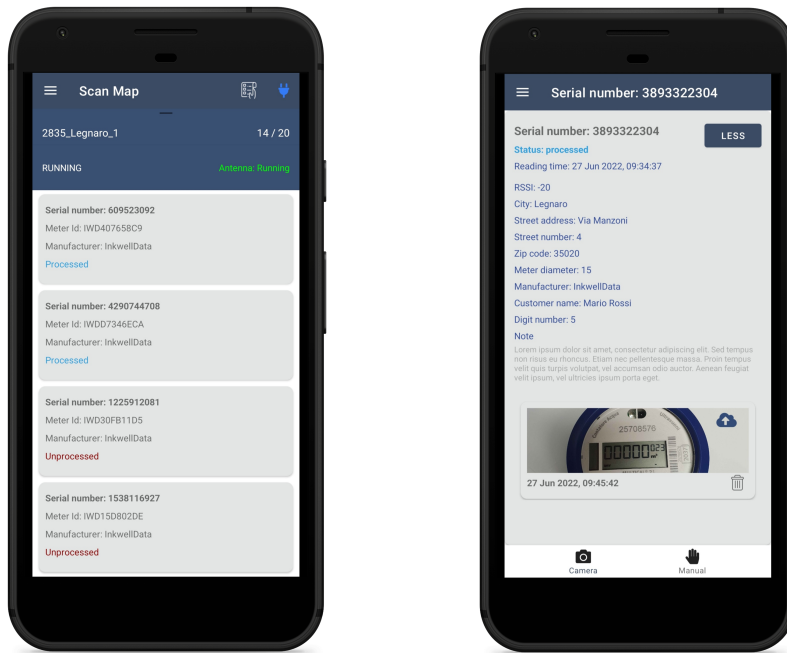 Scan Map
2835_Legnaro_1
14 / 20
RUNNING
Antenna: Running
Serial number: 609523092
Meter Id: IWD407658C9
Manufacturer: InkwellData
Processed
Serial number: 4290744708
Meter Id: IWDD7346ECA
Manufacturer: InkwellData
Processed
Serial number: 1225912081
Meter Id: IWD30FB11D5
Manufacturer: InkwellData
Unprocessed
Serial number: 1538116927
Meter Id: IWD15D802DE
Manufacturer: InkwellData
Unprocessed
Serial number: 3893322304
Serial number: 3893322304
LESS
Status: processed
Reading time: 27 Jun 2022, 09:34:37
RSSI: -20
City: Legnaro
Street address: Via Manzoni
Street number: 4
Zip code: 35020
Meter diameter: 15
Manufacturer: InkwellData
Customer name: Mario Rossi
Digit number: 5
Note
Lorem ipsum dolor sit amet, consectetur adipiscing elit. Sed tempus
non risus eu rhoncus. Etiam nec pellentesque massa. Proin tempus
velit quis turpis volutpat, vel accumsan odio auctor. Aenean feugiat
velit ipsum, vel ultricies ipsum porta eget.
25708576
00000023
27 Jun 2022, 09:45:42
Camera
Manual